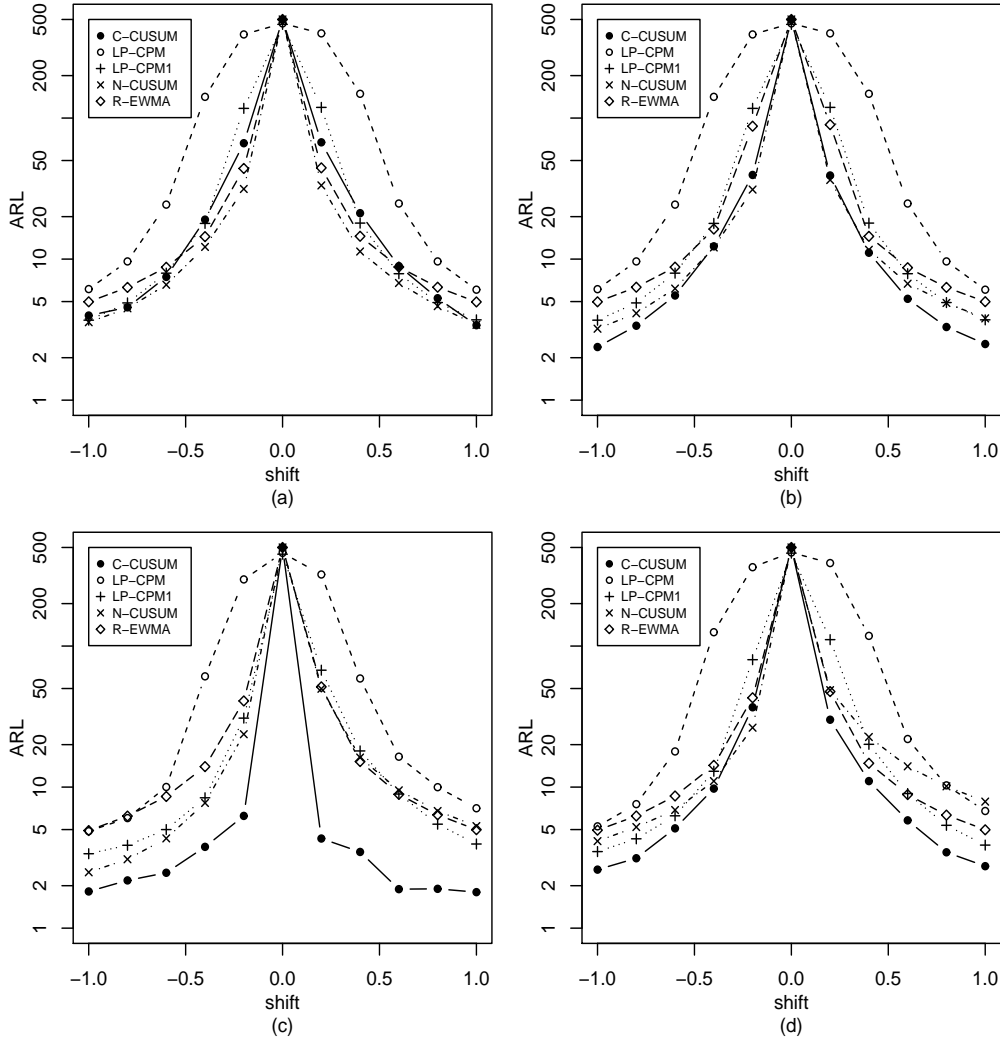 500
200
50
20
10
5
2
1
ARL
C−CUSUM
LP−CPM
LP−CPM1
N−CUSUM
R−EWMA
−1.0 −0.5 0.0 0.5 1.0
shift
(a)
500
200
50
20
10
5
2
1
ARL
C−CUSUM
LP−CPM
LP−CPM1
N−CUSUM
R−EWMA
−1.0 −0.5 0.0 0.5 1.0
shift
(b)
500
200
50
20
10
5
2
1
ARL
C−CUSUM
LP−CPM
LP−CPM1
N−CUSUM
R−EWMA
−1.0 −0.5 0.0 0.5 1.0
shift
(c)
500
200
50
20
10
5
2
1
ARL
C−CUSUM
LP−CPM
LP−CPM1
N−CUSUM
R−EWMA
−1.0 −0.5 0.0 0.5 1.0
shift
(d)